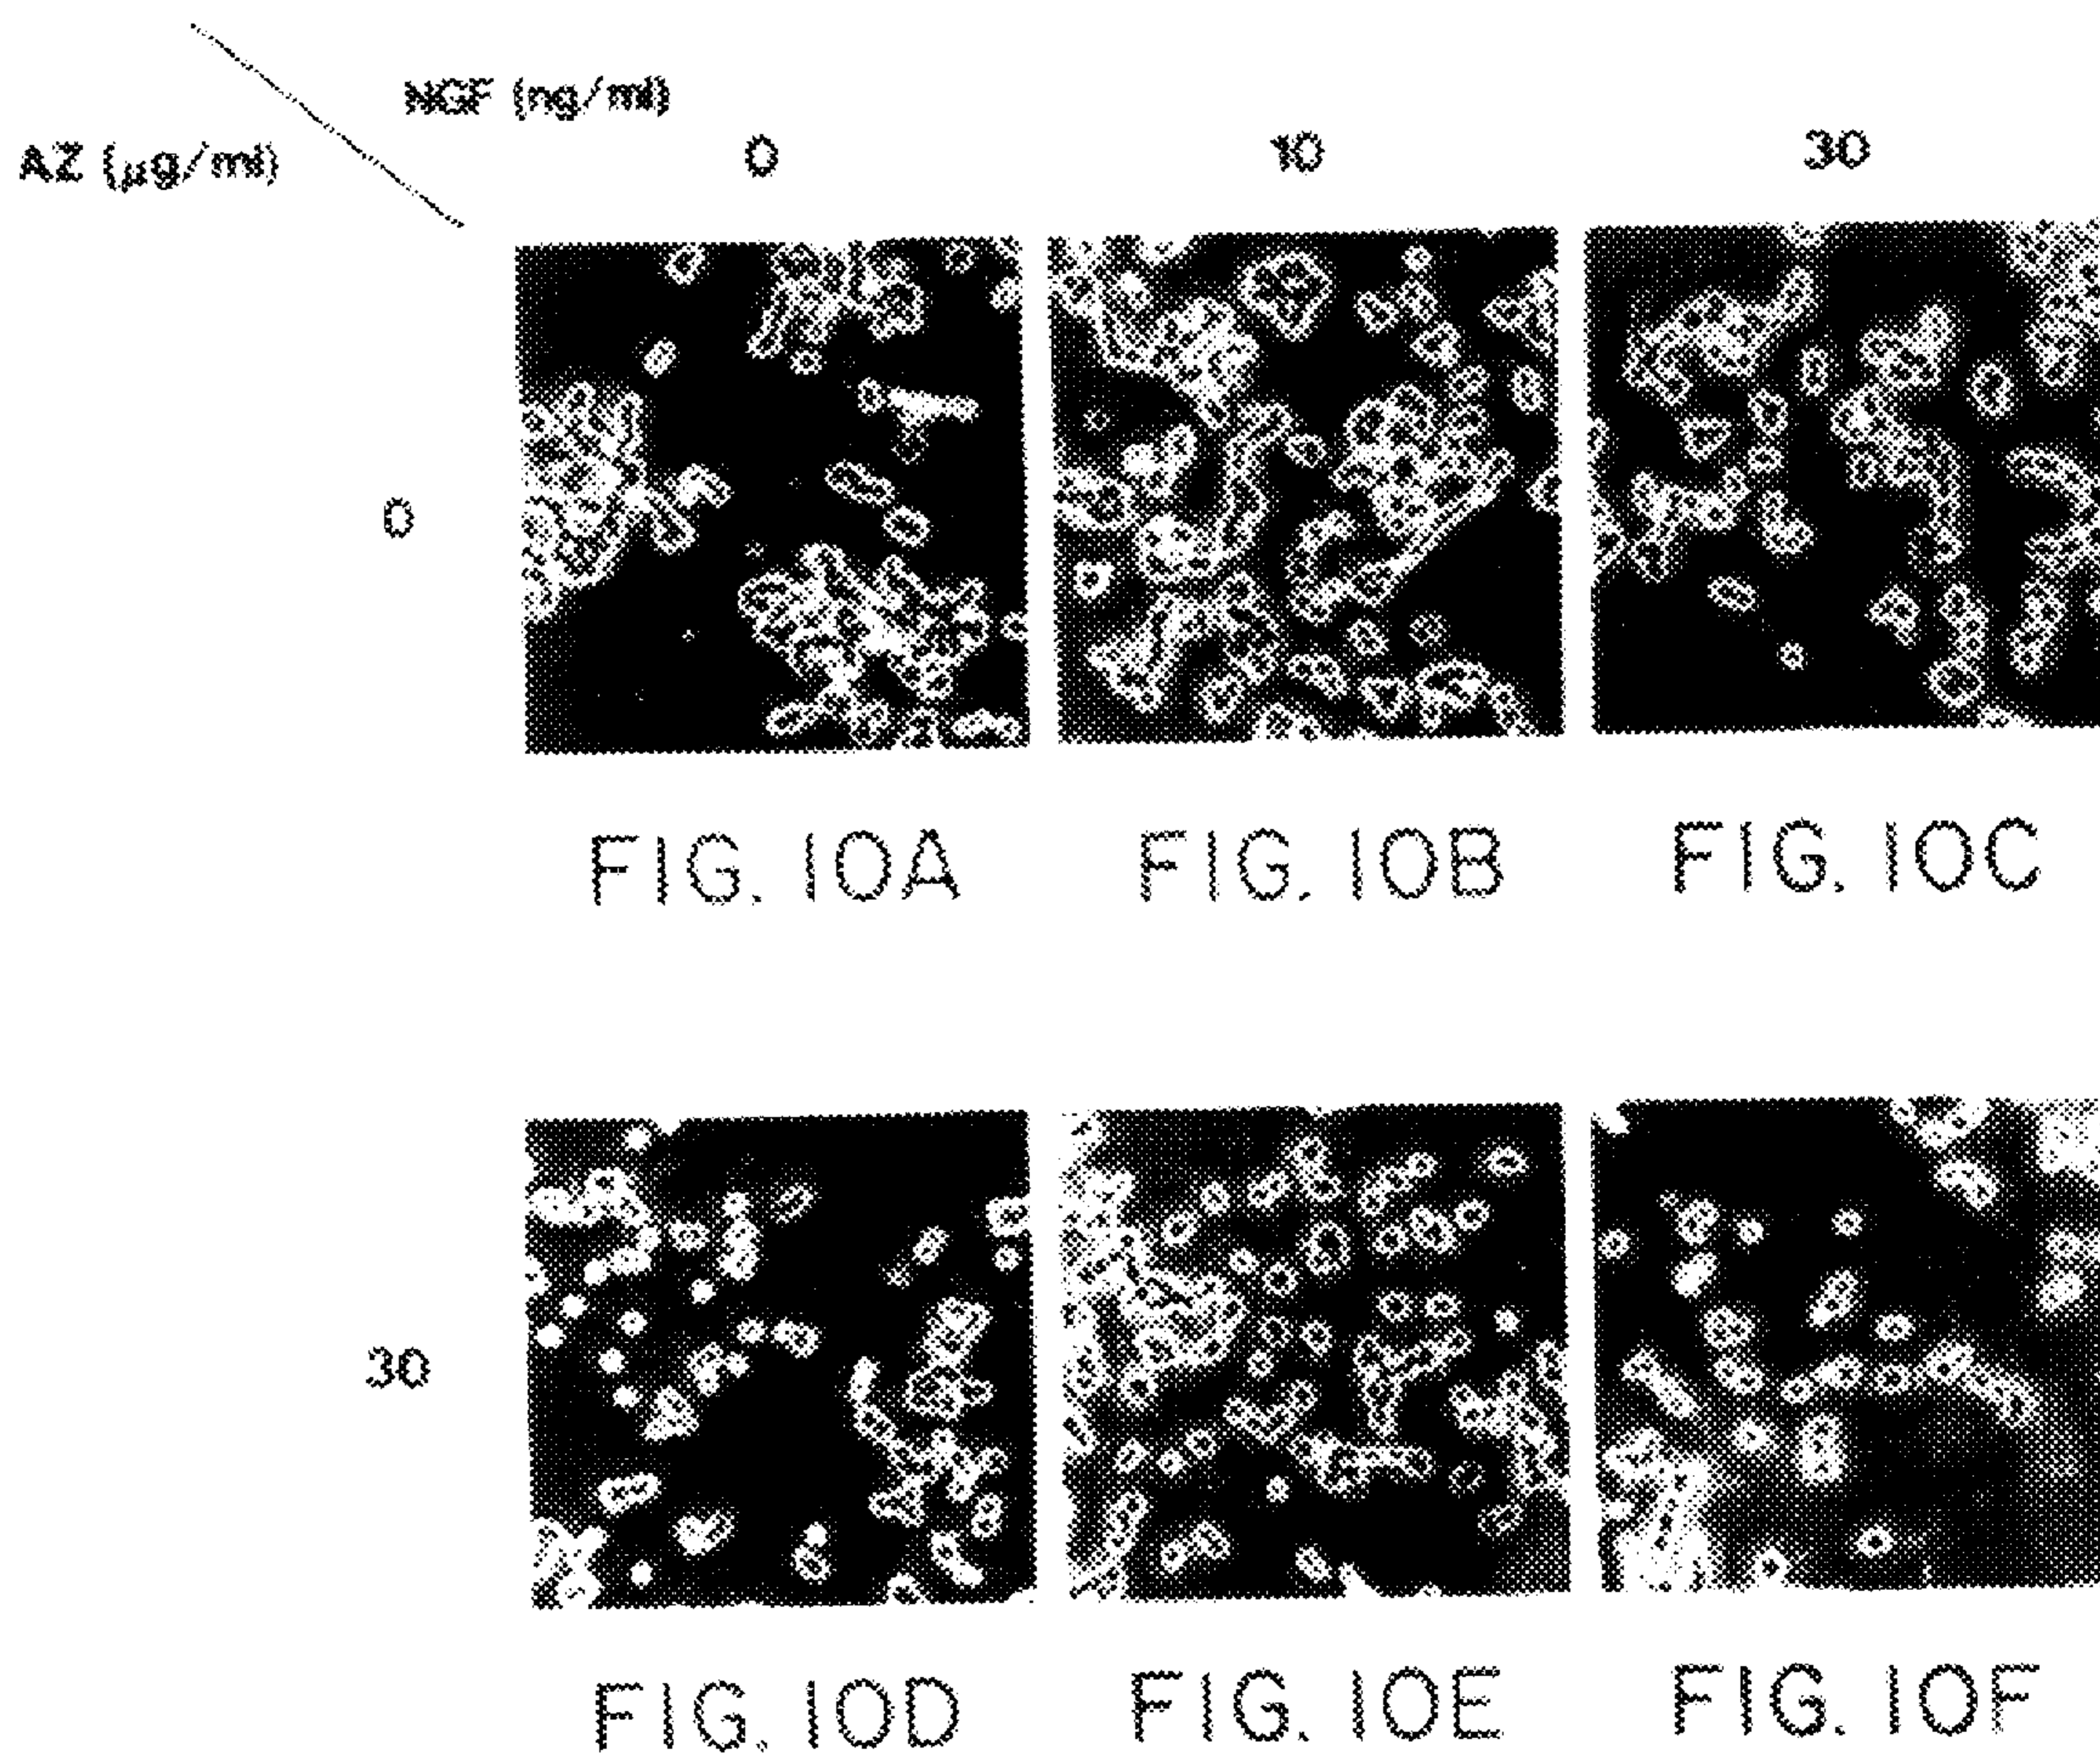 NGF (ng/ml)
AZ (µg/ml)
0 10 30
0
FIG. 10A FIG. 10B FIG. 10C
30
FIG. 10D FIG. 10E FIG. 10F